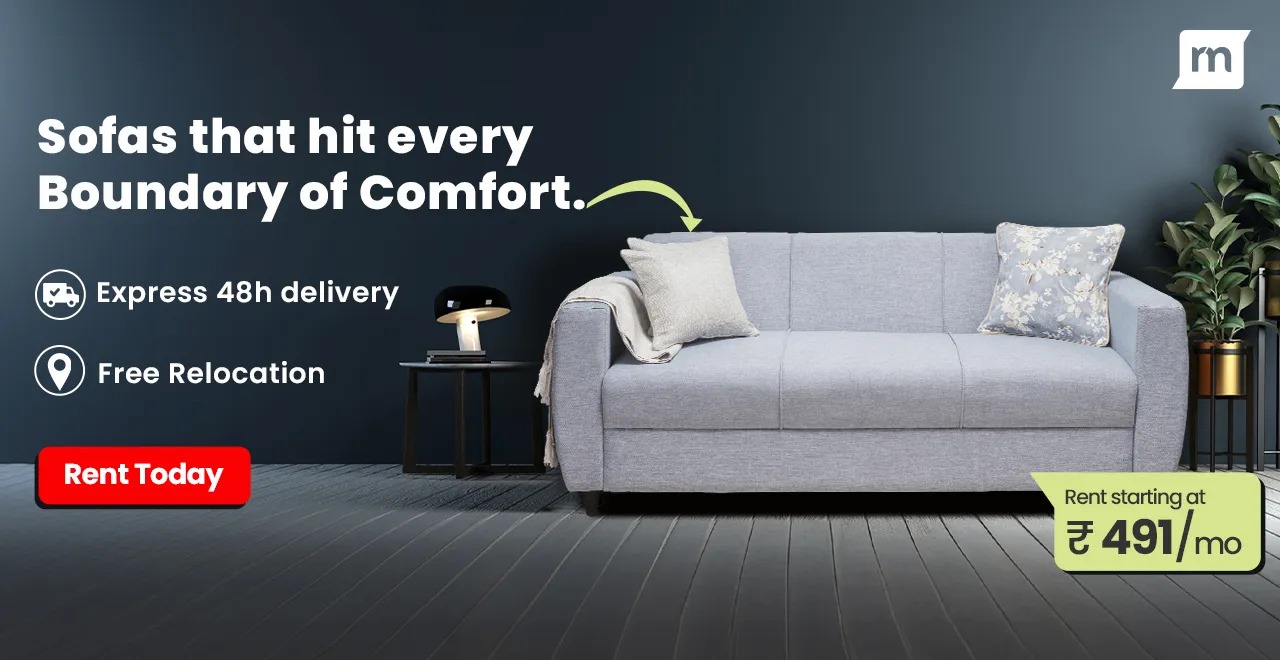 rm
Sofas that hit every
Boundary of Comfort.
Express 48h delivery
Free Relocation
Rent Today
Rent starting at
₹ 491/mo